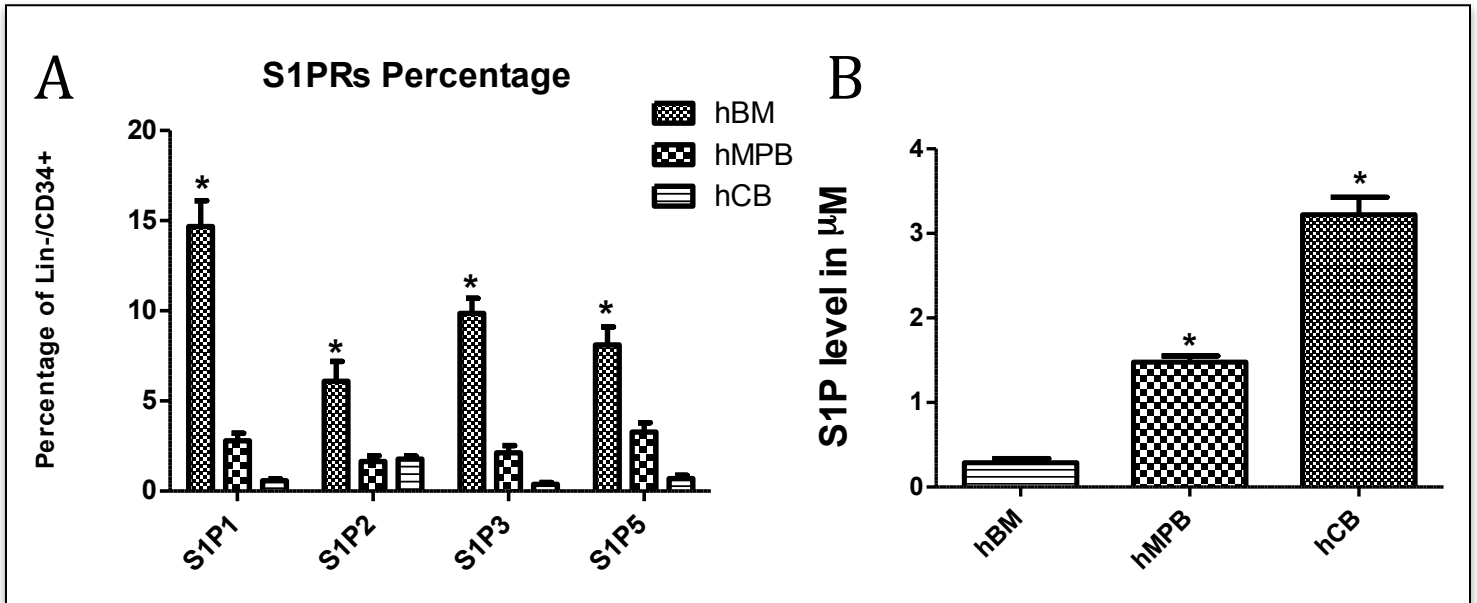 A
S1PRs Percentage
hBM
hMPB
hCB
Percentage of Lin-/CD34+
20
15
10
5
0
*
*
*
*
S1P1
S1P2
S1P3
S1P5
B
S1P level in µM
4
3
2
1
0
*
*
hBM
hMPB
hCB